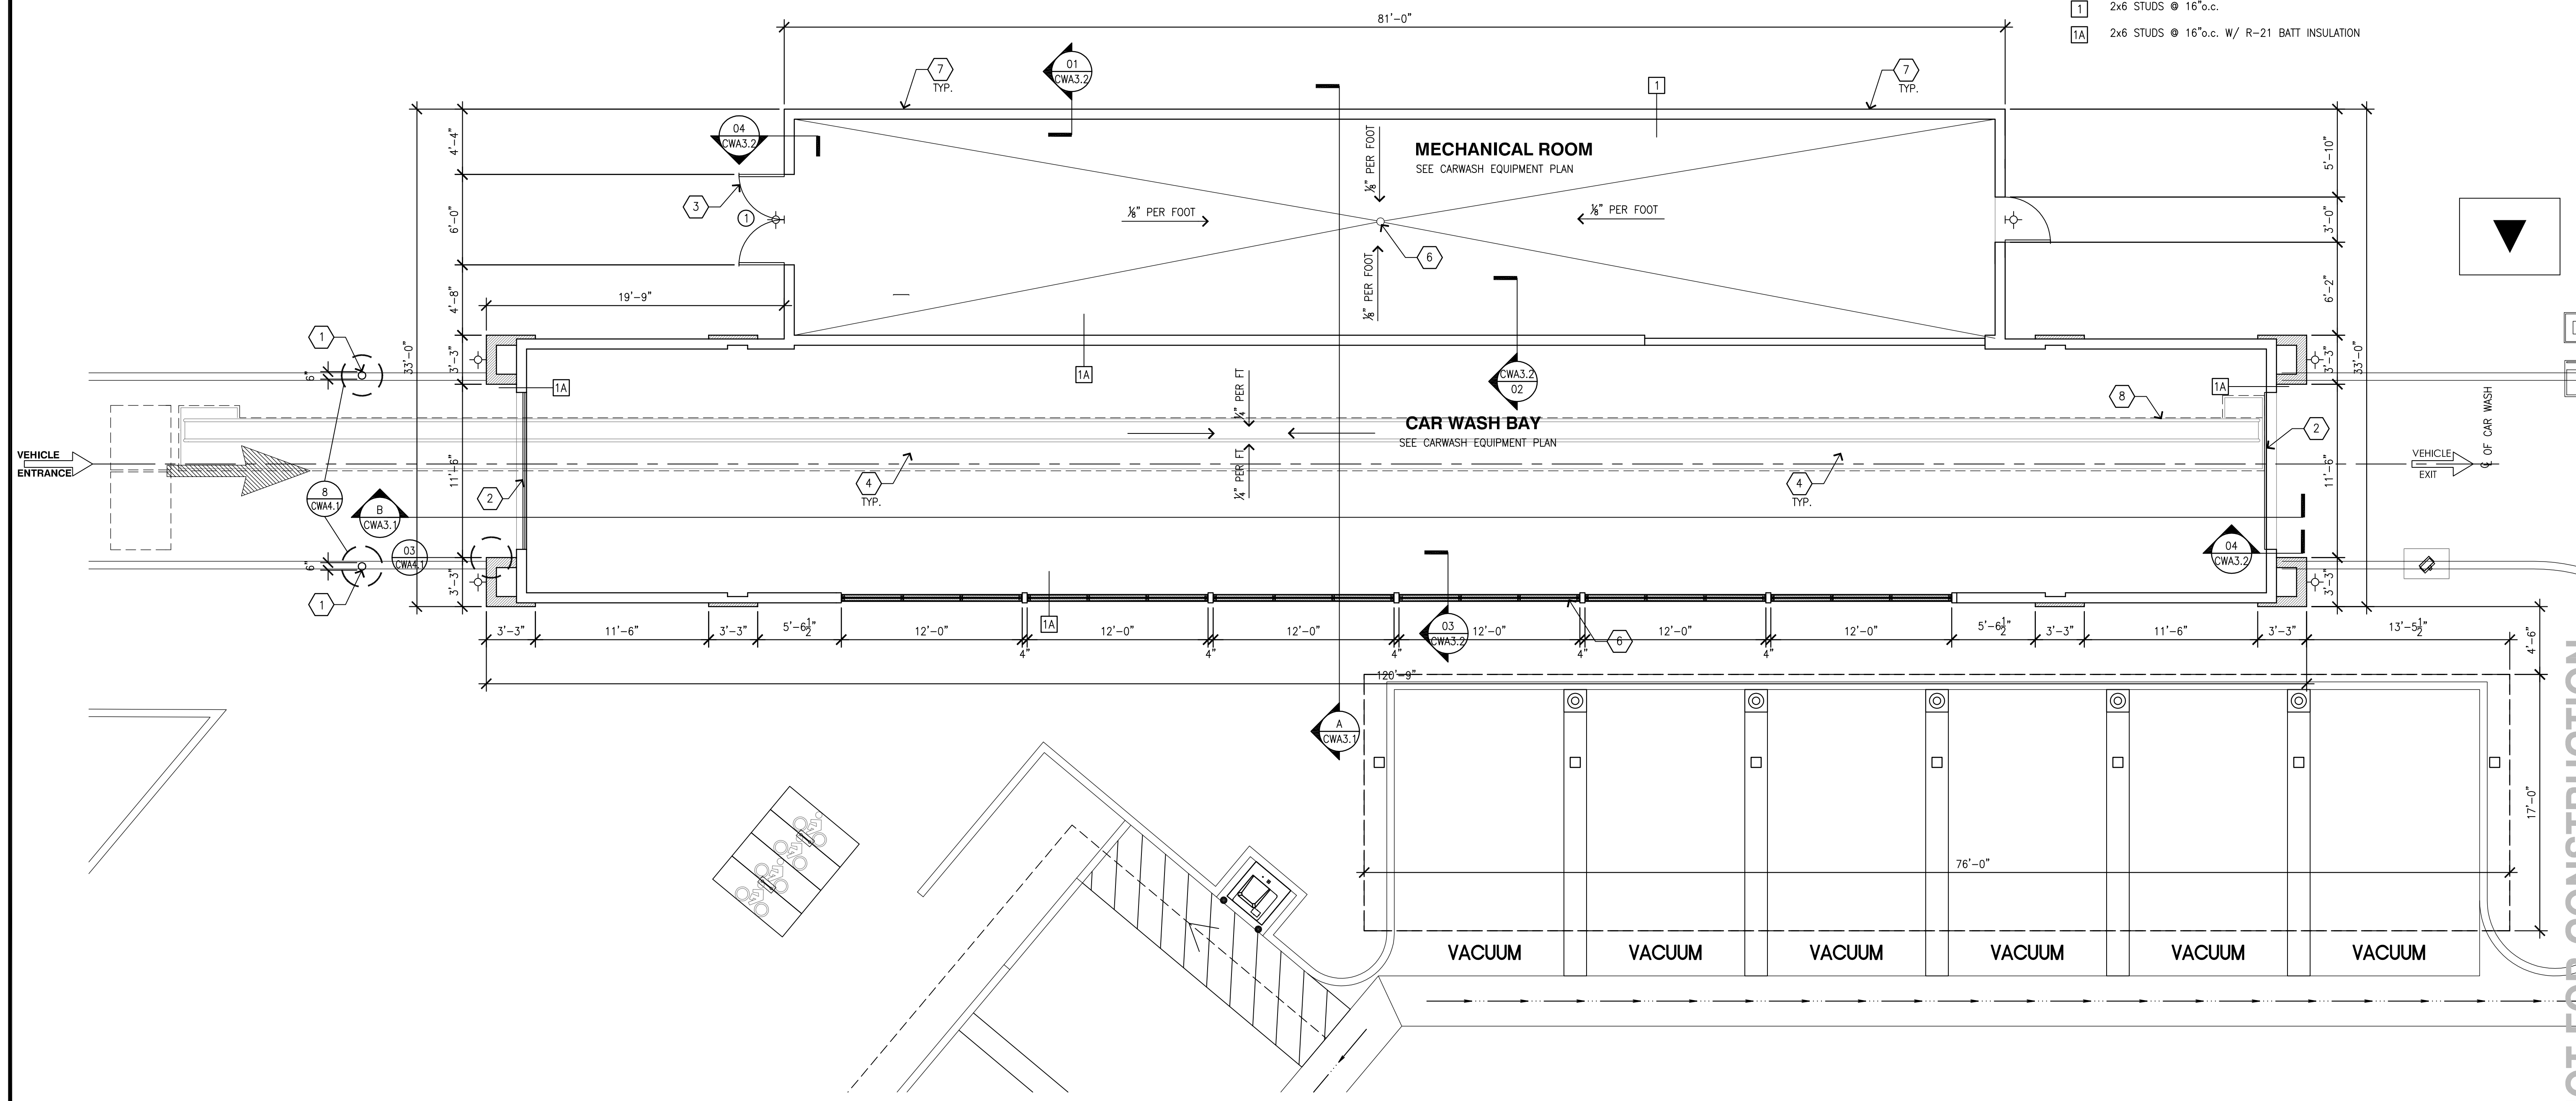 81'-0"
1
2x6 STUDS @ 16"o.c.
1A
2x6 STUDS @ 16"o.c. W/ R-21 BATT INSULATION
7
TYP.
01
CWA3.2
1
7
TYP.
04
CWA3.2
4'-4"
6'-0"
4'-8"
3'-3"
33'-0"
11'-6"
3'-3"
3
1
MECHANICAL ROOM
SEE CARWASH EQUIPMENT PLAN
⅛" PER FOOT
⅛" PER FOOT
⅛" PER FOOT
⅛" PER FOOT
6
5'-10"
3'-0"
6'-2"
3'-3"
33'-0"
11'-6"
3'-3"
19'-9"
1
6"
1A
1A
CWA3.2
02
1A
8
¼" PER FT
¼" PER FT
CAR WASH BAY
SEE CARWASH EQUIPMENT PLAN
2
℄ OF CAR WASH
VEHICLE
ENTRANCE
VEHICLE
EXIT
4
TYP.
4
TYP.
2
8
CWA4.1
B
CWA3.1
03
CWA4.1
6"
1
04
CWA3.2
1A
03
CWA3.2
6
3'-3"
11'-6"
3'-3"
5'-6½"
12'-0"
12'-0"
12'-0"
12'-0"
12'-0"
12'-0"
5'-6½"
3'-3"
11'-6"
3'-3"
13'-5½"
4"
4"
4"
4"
4"
4'-6"
120'-9"
A
CWA3.1
17'-0"
76'-0"
VACUUM
VACUUM
VACUUM
VACUUM
VACUUM
VACUUM
FOR CONSTRUCTION